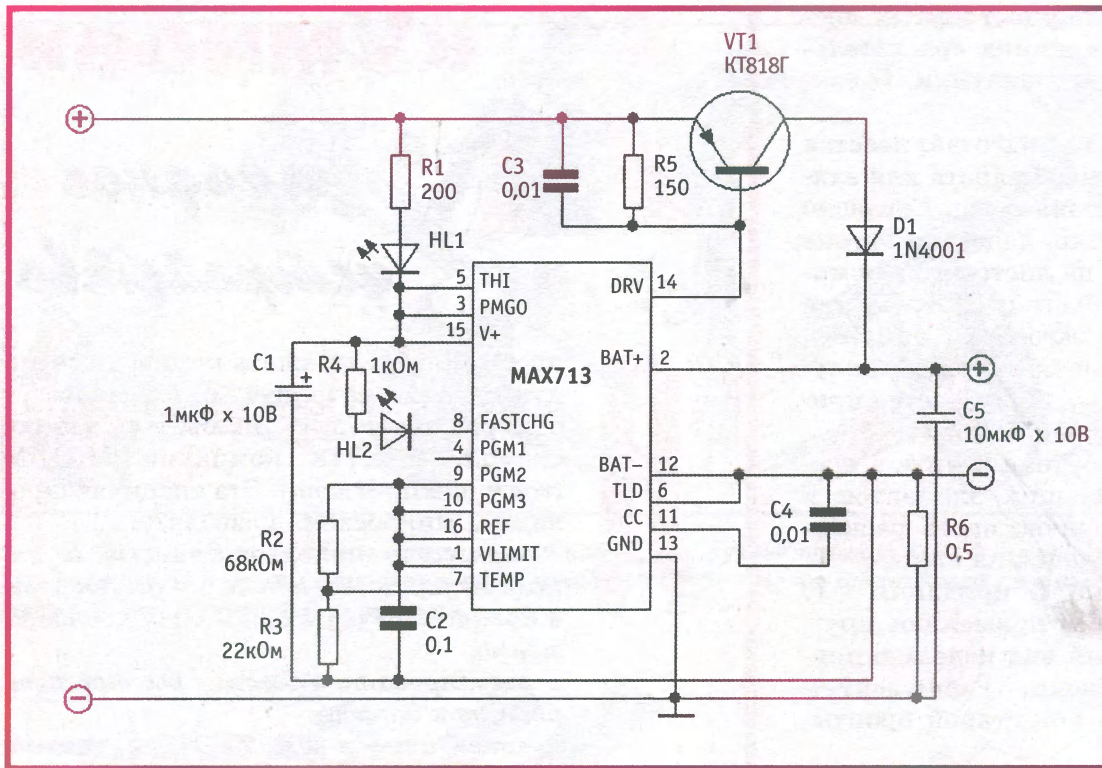 VT1
КТ818Г
+
R1
200
C3
0,01
R5
150
HL1
D1
1N4001
5 THI
3 PMGO
15 V+
DRV 14
BAT+ 2
MAX713
C1
+
1мкФ x 10В
R4
1кОм
HL2
8 FASTCHG
4 PGM1
9 PGM2
10 PGM3
16 REF
1 VLIMIT
7 TEMP
BAT− 12
TLD 6
CC 11
GND 13
+
C5
10мкФ x 10В
−
C4
0,01
R6
0,5
R2
68кОм
R3
22кОм
C2
0,1
−